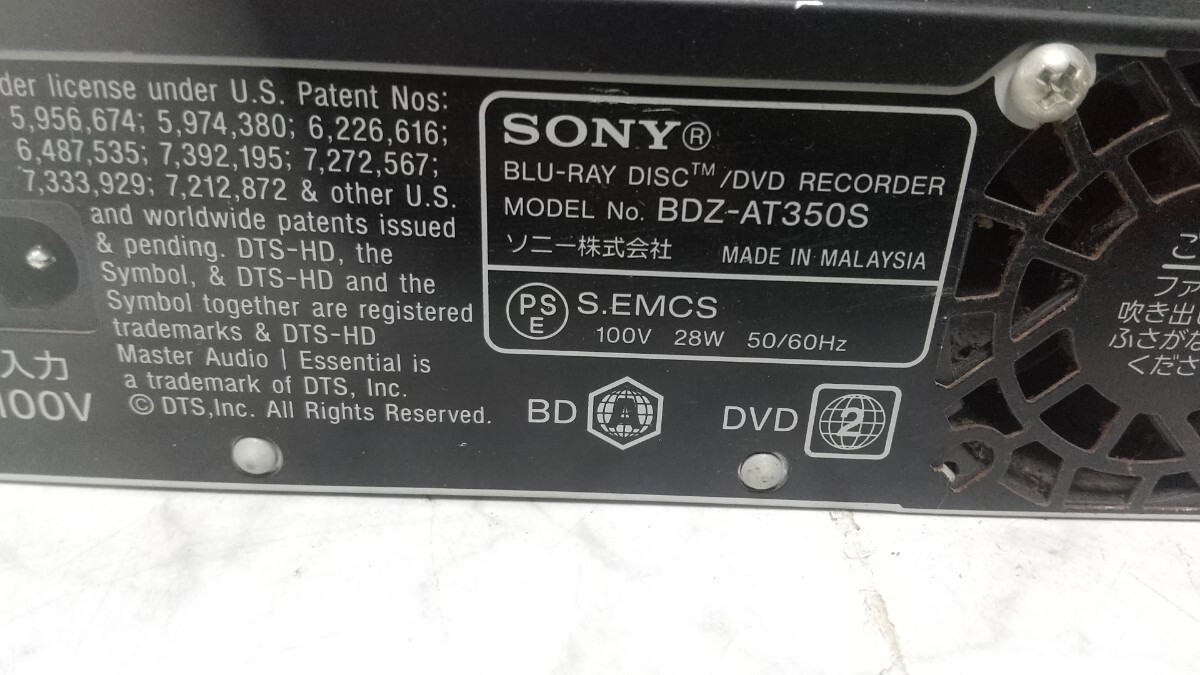 der license under U.S. Patent Nos:
5,956,674; 5,974,380; 6,226,616;
6,487,535; 7,392,195; 7,272,567;
7,333,929; 7,212,872 & other U.S.
and worldwide patents issued
& pending. DTS-HD, the
Symbol, & DTS-HD and the
Symbol together are registered
trademarks & DTS-HD
Master Audio | Essential is
a trademark of DTS, Inc.
© DTS,Inc. All Rights Reserved.
入力
100V
SONY®
BLU-RAY DISC™/DVD RECORDER
MODEL No. BDZ-AT350S
ソニー株式会社 MADE IN MALAYSIA
PS
E
S.EMCS
100V 28W 50/60Hz
BD A
DVD 2
こ
ファ
吹き出し
ふさがな
くださ